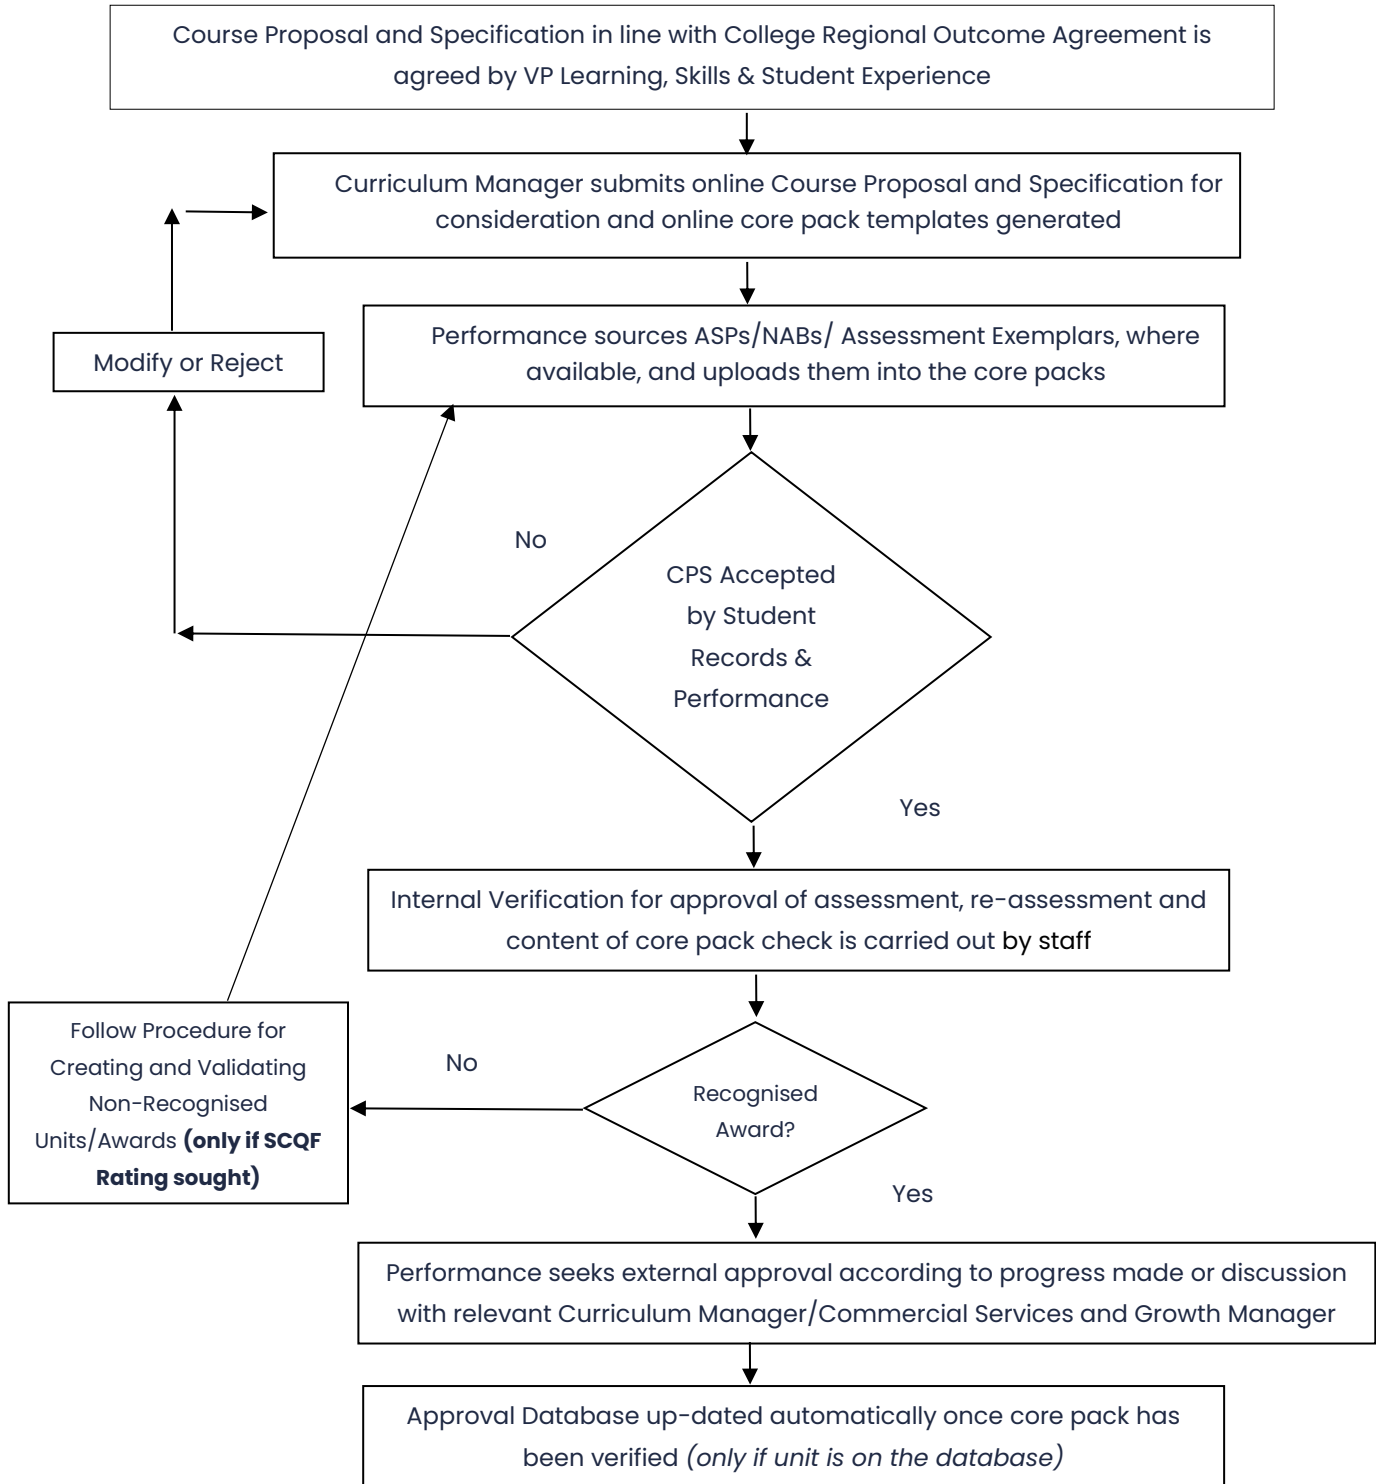 Course Proposal and Specification in line with College Regional Outcome Agreement is
agreed by VP Learning, Skills & Student Experience
Curriculum Manager submits online Course Proposal and Specification for
consideration and online core pack templates generated
Performance sources ASPs/NABs/ Assessment Exemplars, where
available, and uploads them into the core packs
Modify or Reject
No
CPS Accepted
by Student
Records &
Performance
Yes
Internal Verification for approval of assessment, re-assessment and
content of core pack check is carried out by staff
Follow Procedure for
Creating and Validating
Non-Recognised
Units/Awards (only if SCQF
Rating sought)
No
Recognised
Award?
Yes
Performance seeks external approval according to progress made or discussion
with relevant Curriculum Manager/Commercial Services and Growth Manager
Approval Database up-dated automatically once core pack has
been verified (only if unit is on the database)